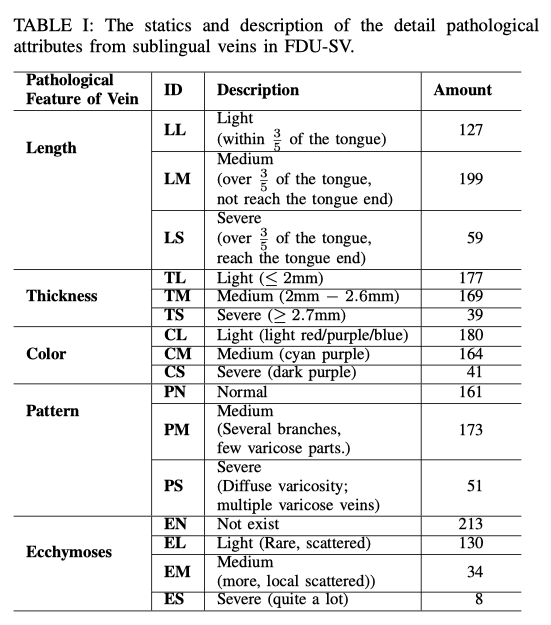 TABLE I: The statics and description of the detail pathological
attributes from sublingual veins in FDU-SV.
Pathological
Feature of Vein ID Description Amount
Length
LL Light
(within 3/5 of the tongue) 127
LM Medium
(over 3/5 of the tongue,
not reach the tongue end) 199
LS Severe
(over 3/5 of the tongue,
reach the tongue end) 59
Thickness
TL Light (≤ 2mm) 177
TM Medium (2mm − 2.6mm) 169
TS Severe (≥ 2.7mm) 39
Color
CL Light (light red/purple/blue) 180
CM Medium (cyan purple) 164
CS Severe (dark purple) 41
Pattern
PN Normal 161
PM Medium
(Several branches,
few varicose parts.) 173
PS Severe
(Diffuse varicosity;
multiple varicose veins) 51
Ecchymoses
EN Not exist 213
EL Light (Rare, scattered) 130
EM Medium
(more, local scattered)) 34
ES Severe (quite a lot) 8